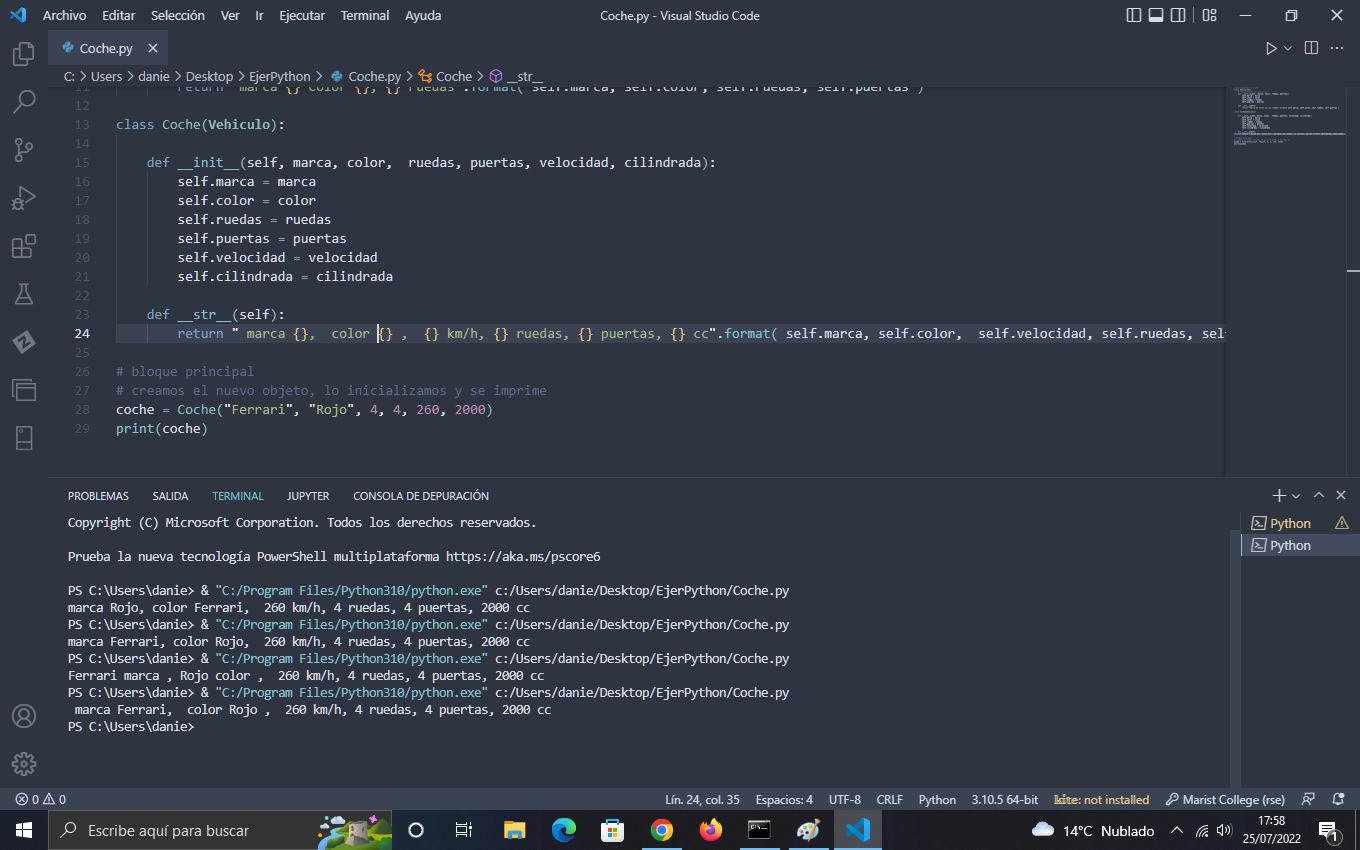 Archivo Editar Selección Ver Ir Ejecutar Terminal Ayuda Coche.py - Visual Studio Code
Coche.py
C: > Users > danie > Desktop > EjerPython > Coche.py > Coche > __str__
11 return "marca {} color {}, {} ruedas".format( self.marca, self.color, self.ruedas, self.puertas )
12
13 class Coche(Vehiculo):
14
15 def __init__(self, marca, color,  ruedas, puertas, velocidad, cilindrada):
16 self.marca = marca
17 self.color = color
18 self.ruedas = ruedas
19 self.puertas = puertas
20 self.velocidad = velocidad
21 self.cilindrada = cilindrada
22
23 def __str__(self):
24 return " marca {},  color {} ,  {} km/h, {} ruedas, {} puertas, {} cc".format( self.marca, self.color,  self.velocidad, self.ruedas, sel
25
26 # bloque principal
27 # creamos el nuevo objeto, lo inicializamos y se imprime
28 coche = Coche("Ferrari", "Rojo", 4, 4, 260, 2000)
29 print(coche)
PROBLEMAS SALIDA TERMINAL JUPYTER CONSOLA DE DEPURACIÓN
Copyright (C) Microsoft Corporation. Todos los derechos reservados.
Prueba la nueva tecnología PowerShell multiplataforma https://aka.ms/pscore6
PS C:\Users\danie> & "C:/Program Files/Python310/python.exe" c:/Users/danie/Desktop/EjerPython/Coche.py
marca Rojo, color Ferrari,  260 km/h, 4 ruedas, 4 puertas, 2000 cc
PS C:\Users\danie> & "C:/Program Files/Python310/python.exe" c:/Users/danie/Desktop/EjerPython/Coche.py
marca Ferrari, color Rojo,  260 km/h, 4 ruedas, 4 puertas, 2000 cc
PS C:\Users\danie> & "C:/Program Files/Python310/python.exe" c:/Users/danie/Desktop/EjerPython/Coche.py
Ferrari marca , Rojo color ,  260 km/h, 4 ruedas, 4 puertas, 2000 cc
PS C:\Users\danie> & "C:/Program Files/Python310/python.exe" c:/Users/danie/Desktop/EjerPython/Coche.py
marca Ferrari,  color Rojo ,  260 km/h, 4 ruedas, 4 puertas, 2000 cc
PS C:\Users\danie>
Python
Python
0 0 Lín. 24, col. 35 Espacios: 4 UTF-8 CRLF Python 3.10.5 64-bit kite: not installed Marist College (rse)
Escribe aquí para buscar
14°C Nublado
17:58
25/07/2022
1